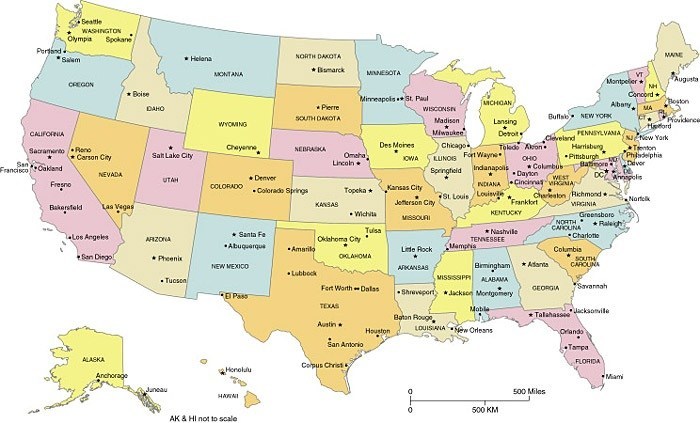 Seattle
WASHINGTON
Olympia
Spokane
Portland
Salem
OREGON
Helena
MONTANA
Boise
IDAHO
WYOMING
Cheyenne
NORTH DAKOTA
Bismarck
Pierre
SOUTH DAKOTA
MINNESOTA
Minneapolis
St. Paul
WISCONSIN
Madison
Milwaukee
MICHIGAN
Lansing
Detroit
CALIFORNIA
Sacramento
San
Francisco
Oakland
Fresno
Bakersfield
Los Angeles
San Diego
Reno
Carson City
NEVADA
Las Vegas
Salt Lake City
UTAH
Denver
COLORADO
Colorado Springs
NEBRASKA
Omaha
Lincoln
Des Moines
IOWA
Topeka
KANSAS
Wichita
Kansas City
Jefferson City
MISSOURI
St. Louis
Chicago
ILLINOIS
Springfield
Fort Wayne
Indianapolis
INDIANA
Toledo
Cleveland
Akron
OHIO
Columbus
Dayton
Cincinnati
Louisville
Frankfort
KENTUCKY
WEST
VIRGINIA
Charleston
Richmond
VIRGINIA
Norfolk
PENNSYLVANIA
Harrisburg
Pittsburgh
Philadelphia
NJ
Trenton
MD
Baltimore
DC
Annapolis
DE
Dover
Buffalo
NEW YORK
Albany
New York
VT
Montpelier
NH
Concord
MAINE
Augusta
MA
Boston
CT
RI
Providence
Hartford
ARIZONA
Phoenix
Tucson
Santa Fe
Albuquerque
NEW MEXICO
El Paso
Amarillo
Lubbock
Fort Worth
Dallas
TEXAS
Austin
San Antonio
Houston
Corpus Christi
Tulsa
Oklahoma City
OKLAHOMA
Little Rock
ARKANSAS
Shreveport
Baton Rouge
LOUISIANA
New Orleans
Nashville
TENNESSEE
Memphis
MISSISSIPPI
Jackson
Birmingham
ALABAMA
Montgomery
Mobile
Atlanta
GEORGIA
Savannah
NORTH
CAROLINA
Greensboro
Raleigh
Charlotte
Columbia
SOUTH
CAROLINA
Tallahassee
Jacksonville
Orlando
Tampa
FLORIDA
Miami
ALASKA
Anchorage
Juneau
Honolulu
HAWAII
AK & HI not to scale
0
500 Miles
0
500 KM